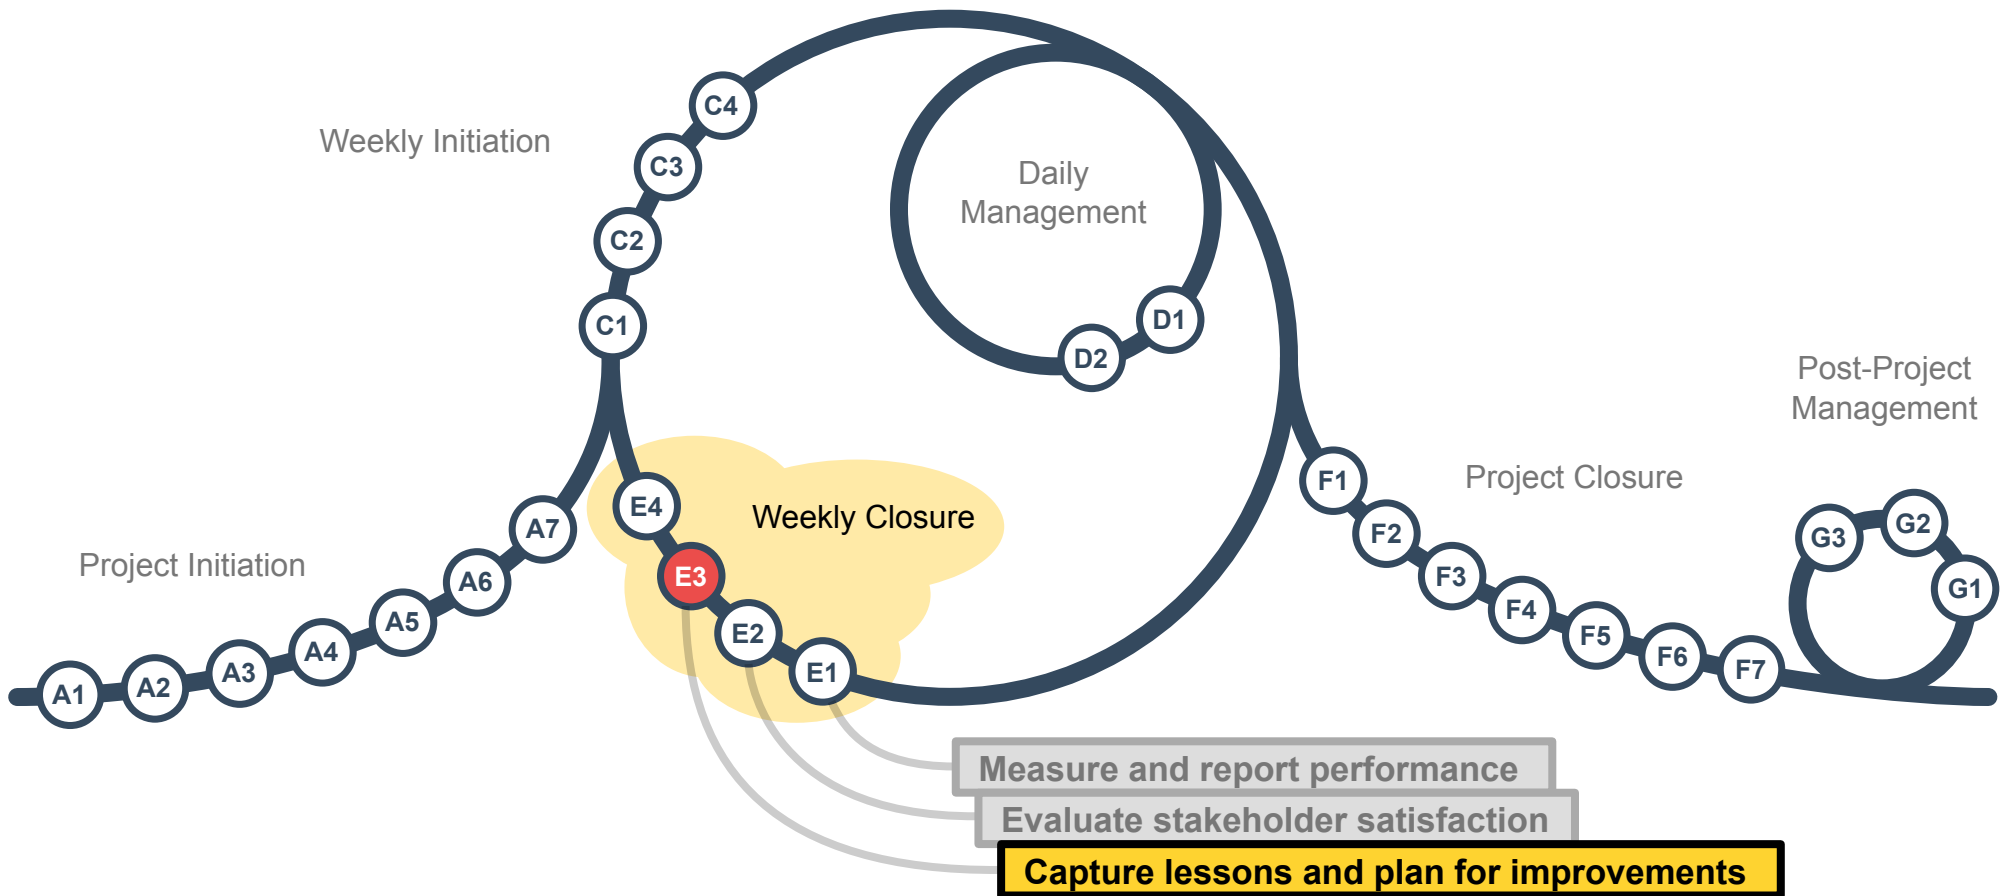 C4
Weekly Initiation
C3
Daily
Management
C2
C1
D1
D2
Post-Project
Management
F1
Project Closure
E4
Weekly Closure
A7
F2
G3
G2
Project Initiation
E3
A6
F3
G1
A5
F4
E2
F5
A4
F6
E1
F7
A3
A2
A1
Measure and report performance
Evaluate stakeholder satisfaction
Capture lessons and plan for improvements